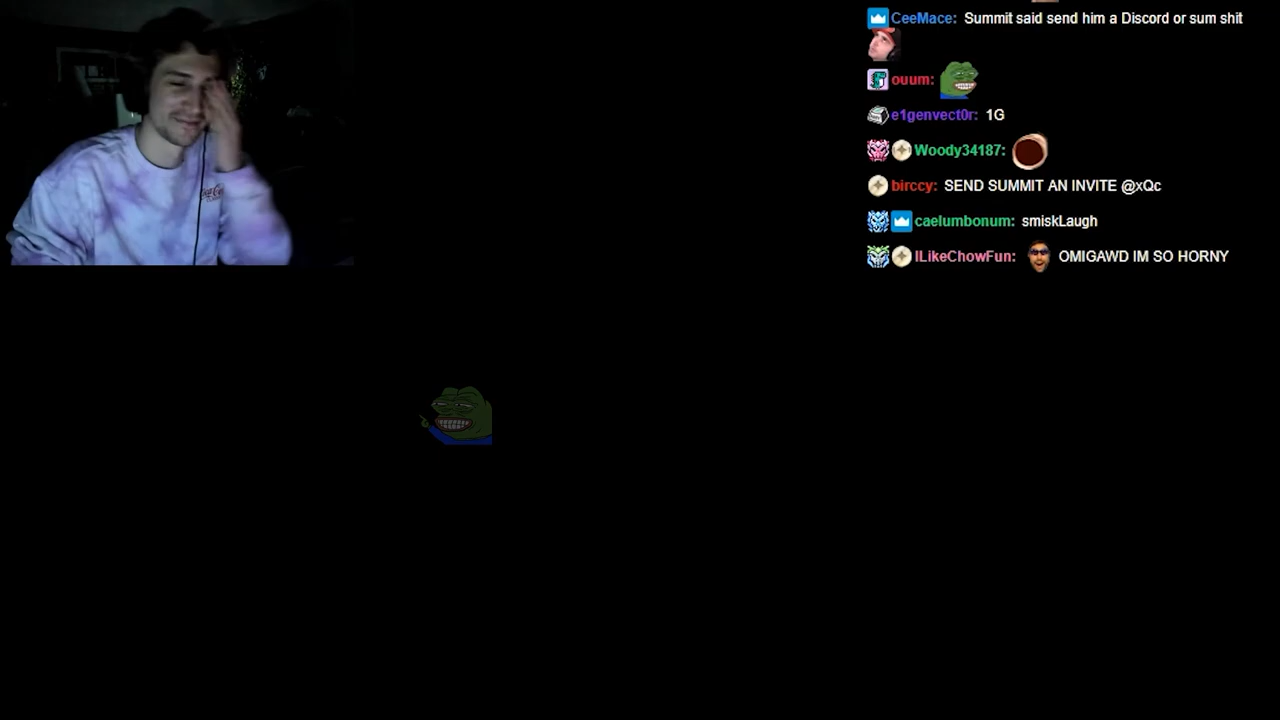 CeeMace: Summit said send him a Discord or sum shit
ouum:
e1genvect0r: 1G
Woody34187:
birccy: SEND SUMMIT AN INVITE @xQc
caelumbonum: smiskLaugh
ILikeChowFun: OMIGAWD IM SO HORNY